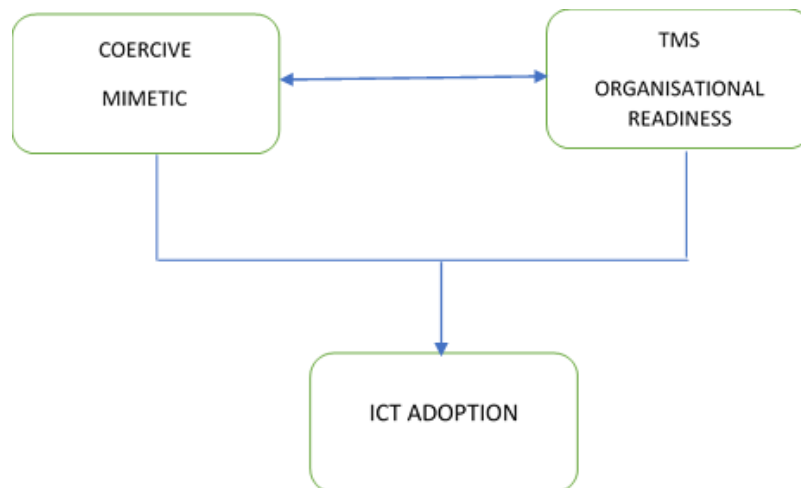 COERCIVE
MIMETIC
TMS
ORGANISATIONAL
READINESS
ICT ADOPTION